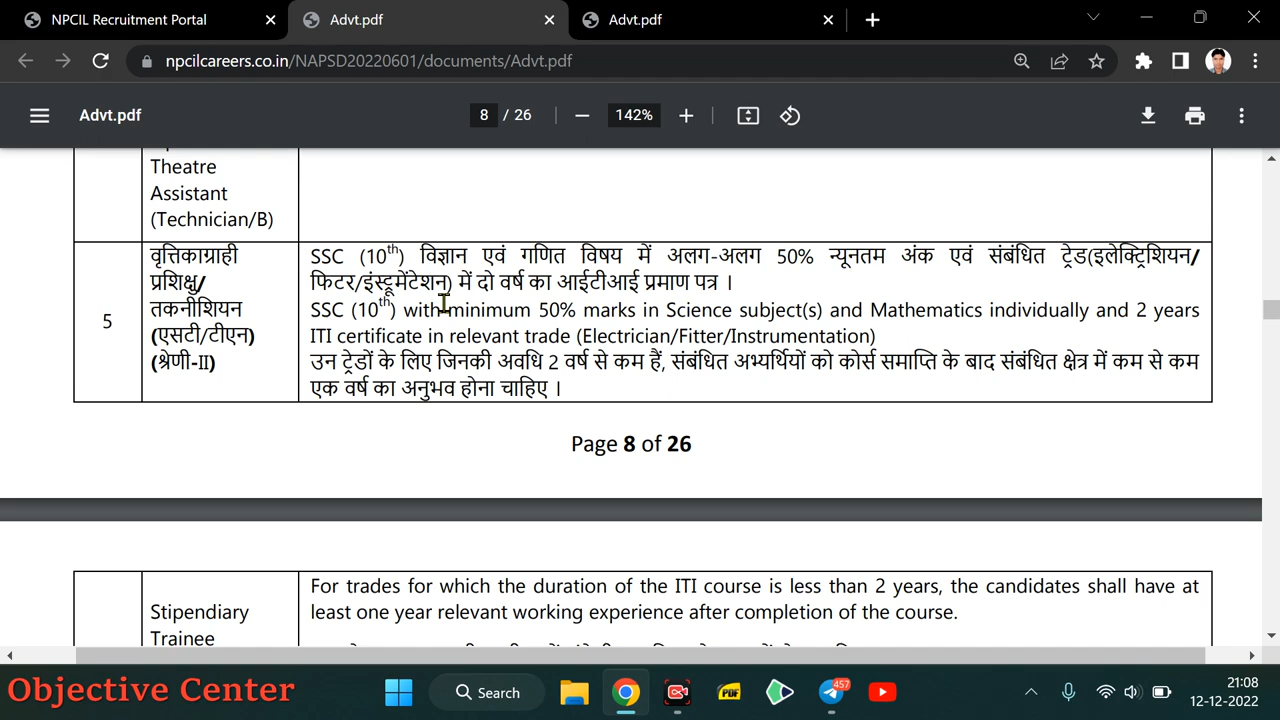 NPCIL Recruitment Portal
Advt.pdf
Advt.pdf
npcilcareers.co.in/NAPSD20220601/documents/Advt.pdf
Advt.pdf
8 / 26
142%
Theatre
Assistant
(Technician/B)
5
वृत्तिकाग्राही
प्रशिक्षु/
तकनीशियन
(एसटी/टीएन)
(श्रेणी-II)
SSC (10th) विज्ञान एवं गणित विषय में अलग-अलग 50% न्यूनतम अंक एवं संबंधित ट्रेड(इलेक्ट्रिशियन/
फिटर/इंस्ट्रूमेंटेशन) में दो वर्ष का आईटीआई प्रमाण पत्र ।
SSC (10th) with minimum 50% marks in Science subject(s) and Mathematics individually and 2 years
ITI certificate in relevant trade (Electrician/Fitter/Instrumentation)
उन ट्रेडों के लिए जिनकी अवधि 2 वर्ष से कम हैं, संबंधित अभ्यर्थियों को कोर्स समाप्ति के बाद संबंधित क्षेत्र में कम से कम
एक वर्ष का अनुभव होना चाहिए ।
Page 8 of 26
Stipendiary
Trainee
For trades for which the duration of the ITI course is less than 2 years, the candidates shall have at
least one year relevant working experience after completion of the course.
Objective Center
Search
PDF
457
21:08
12-12-2022